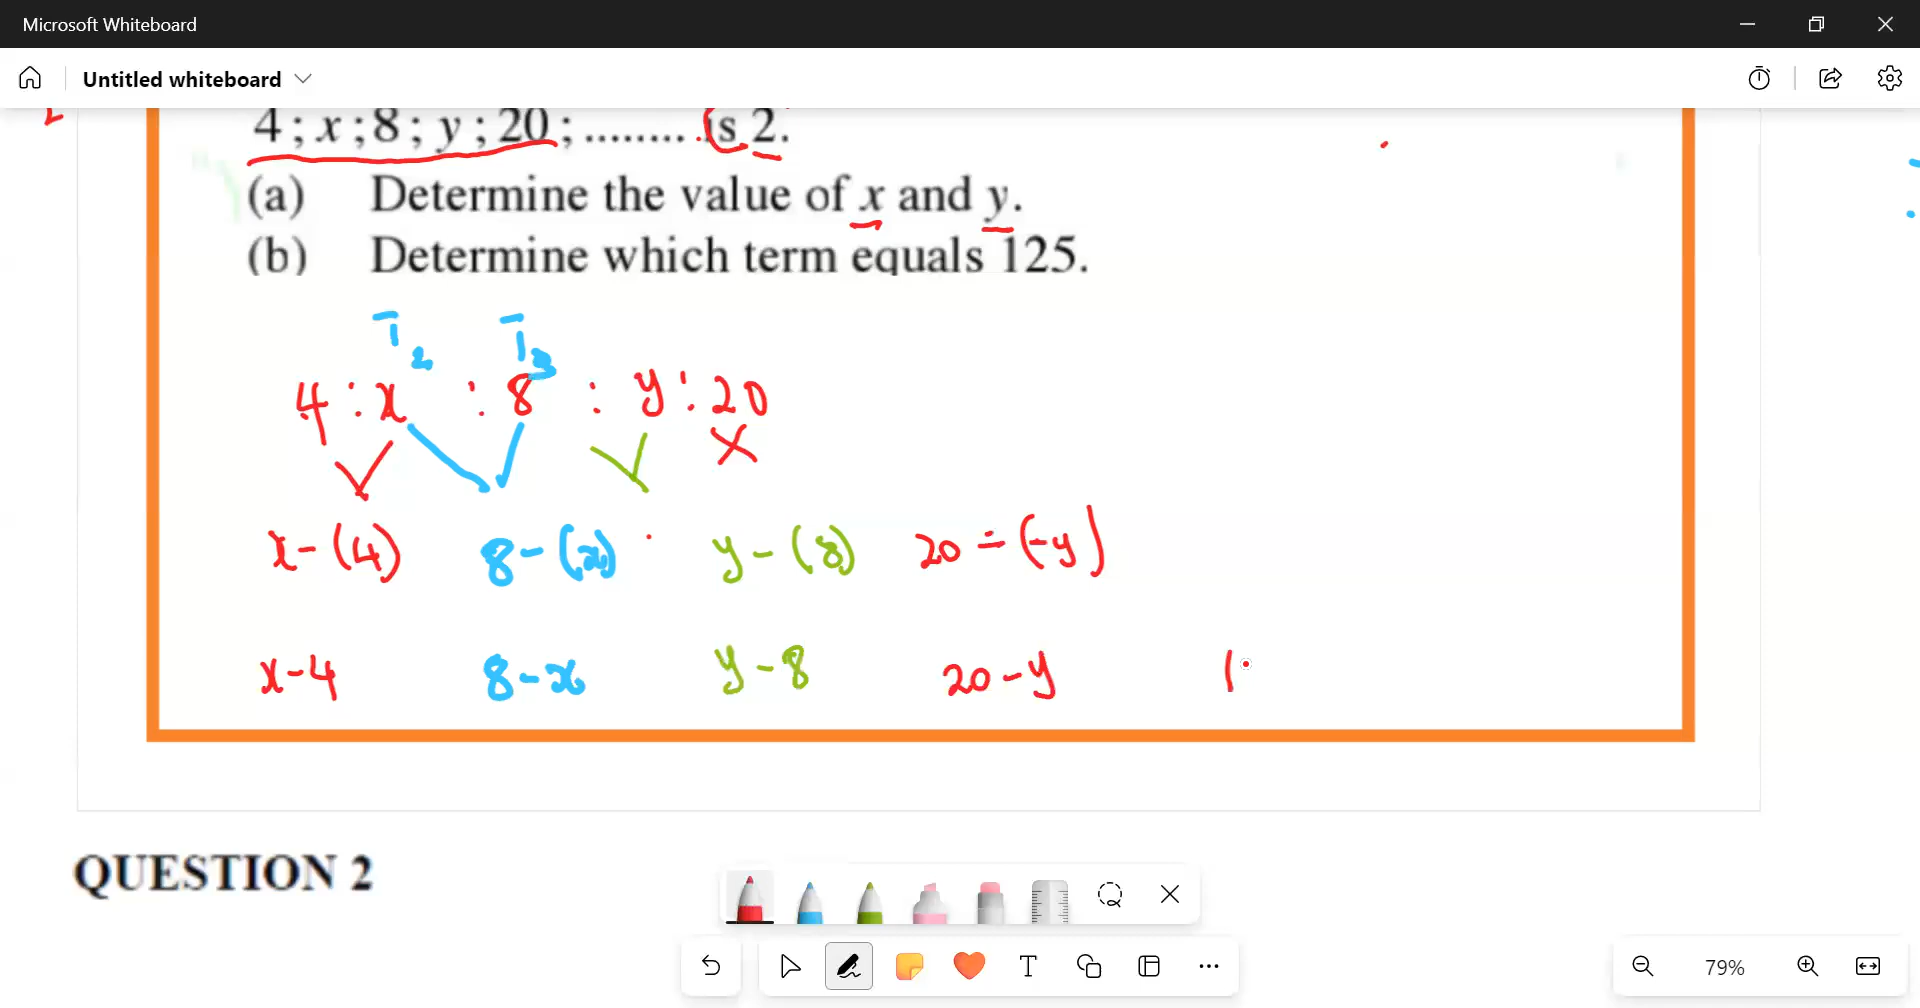 Microsoft Whiteboard
Untitled whiteboard
4 ; x ; 8 ; y ; 20 ; ........ is 2.
(a) Determine the value of x and y.
(b) Determine which term equals 125.
T2 T3
4 : x : 8 : y : 20
x-(4) 8-(x) y-(8) 20=(-y)
x-4 8-x y-8 20-y
QUESTION 2
T
79%